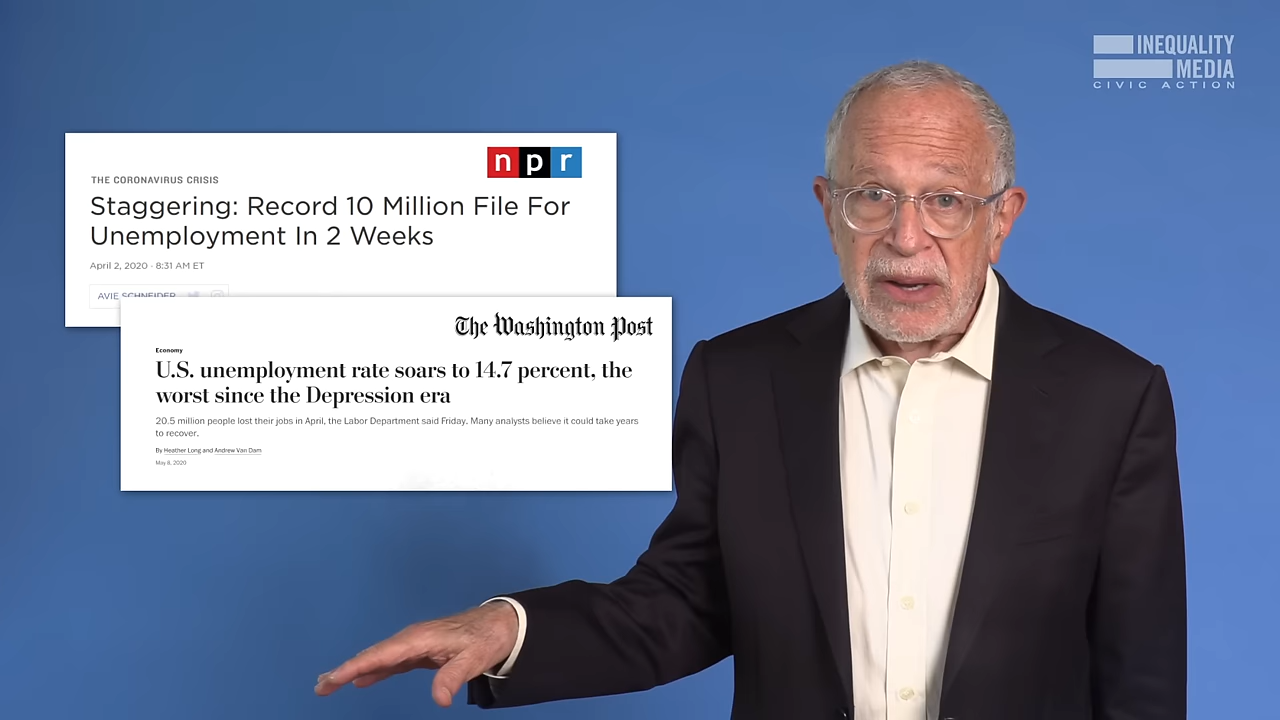 INEQUALITY
MEDIA
CIVIC ACTION
npr
THE CORONAVIRUS CRISIS
Staggering: Record 10 Million File For
Unemployment In 2 Weeks
April 2, 2020 · 8:31 AM ET
AVIE SCHNEIDER
The Washington Post
Economy
U.S. unemployment rate soars to 14.7 percent, the
worst since the Depression era
20.5 million people lost their jobs in April, the Labor Department said Friday. Many analysts believe it could take years
to recover.
By Heather Long and Andrew Van Dam
May 8, 2020